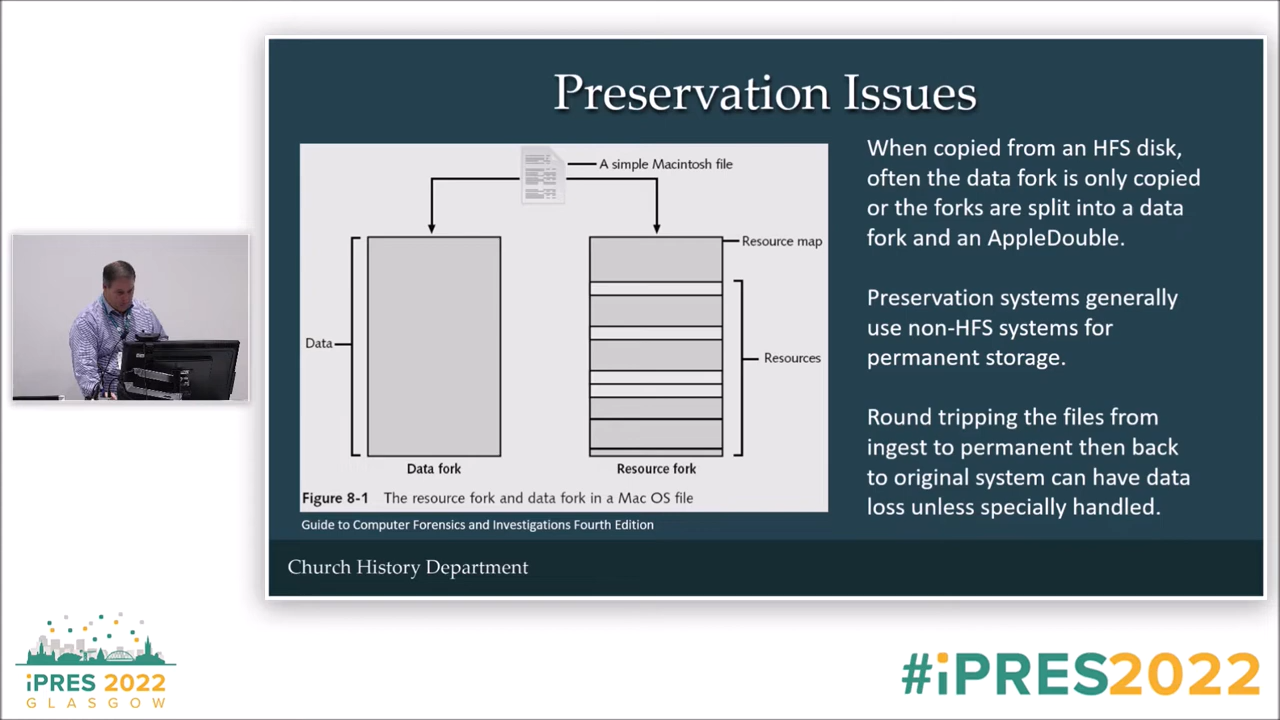 Preservation Issues
A simple Macintosh file
Resource map
Data
Resources
Data fork
Resource fork
Figure 8-1 The resource fork and data fork in a Mac OS file
Guide to Computer Forensics and Investigations Fourth Edition
When copied from an HFS disk,
often the data fork is only copied
or the forks are split into a data
fork and an AppleDouble.
Preservation systems generally
use non-HFS systems for
permanent storage.
Round tripping the files from
ingest to permanent then back
to original system can have data
loss unless specially handled.
Church History Department
iPRES 2022
GLASGOW
#iPRES2022